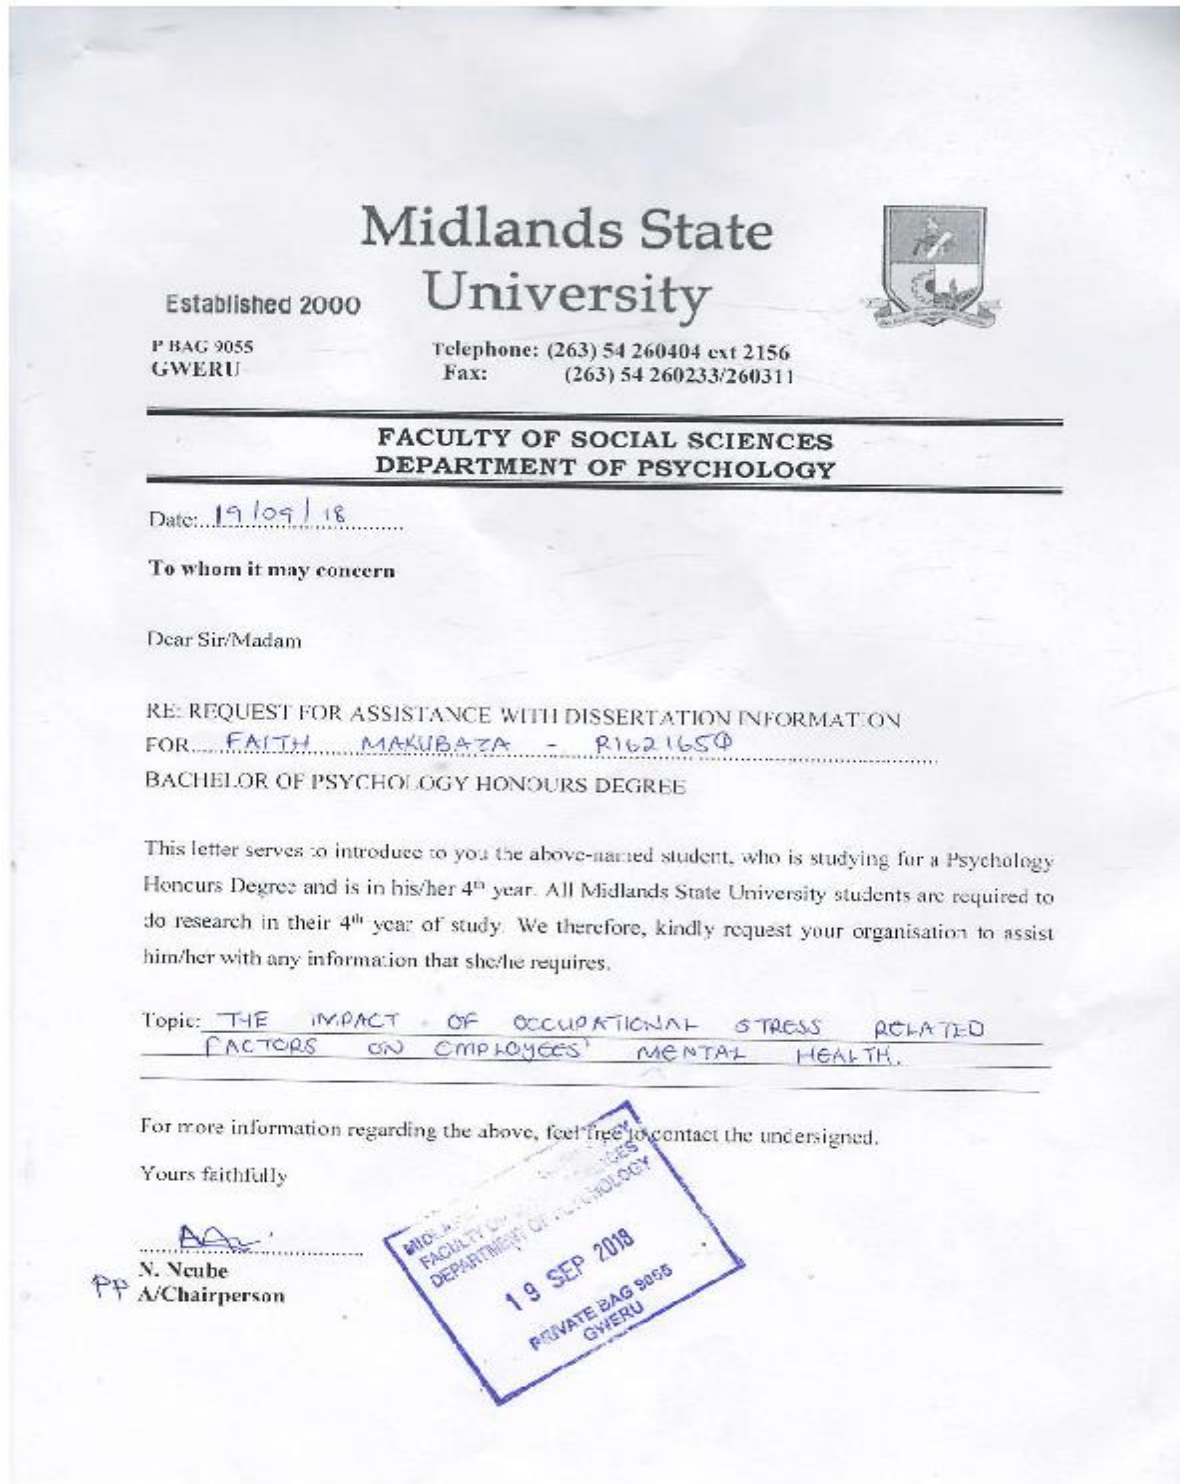 Midlands State
University
Established 2000
P BAG 9055
GWERU
Telephone: (263) 54 260404 ext 2156
Fax: (263) 54 260233/260311
FACULTY OF SOCIAL SCIENCES
DEPARTMENT OF PSYCHOLOGY
Date: 19/09/18
To whom it may concern
Dear Sir/Madam
RE: REQUEST FOR ASSISTANCE WITH DISSERTATION INFORMATION
FOR FAITH MAKUBAZA - R162165Q
BACHELOR OF PSYCHOLOGY HONOURS DEGREE
This letter serves to introduce to you the above-named student, who is studying for a Psychology
Honours Degree and is in his/her 4th year. All Midlands State University students are required to
do research in their 4th year of study. We therefore, kindly request your organisation to assist
him/her with any information that she/he requires.
Topic: THE IMPACT OF OCCUPATIONAL STRESS RELATED
FACTORS ON EMPLOYEES' MENTAL HEALTH.
For more information regarding the above, feel free to contact the undersigned.
Yours faithfully
N. Ncube
PP A/Chairperson
FACULTY OF
DEPARTMENT OF PSYCHOLOGY
19 SEP 2018
PRIVATE BAG 9055
GWERU